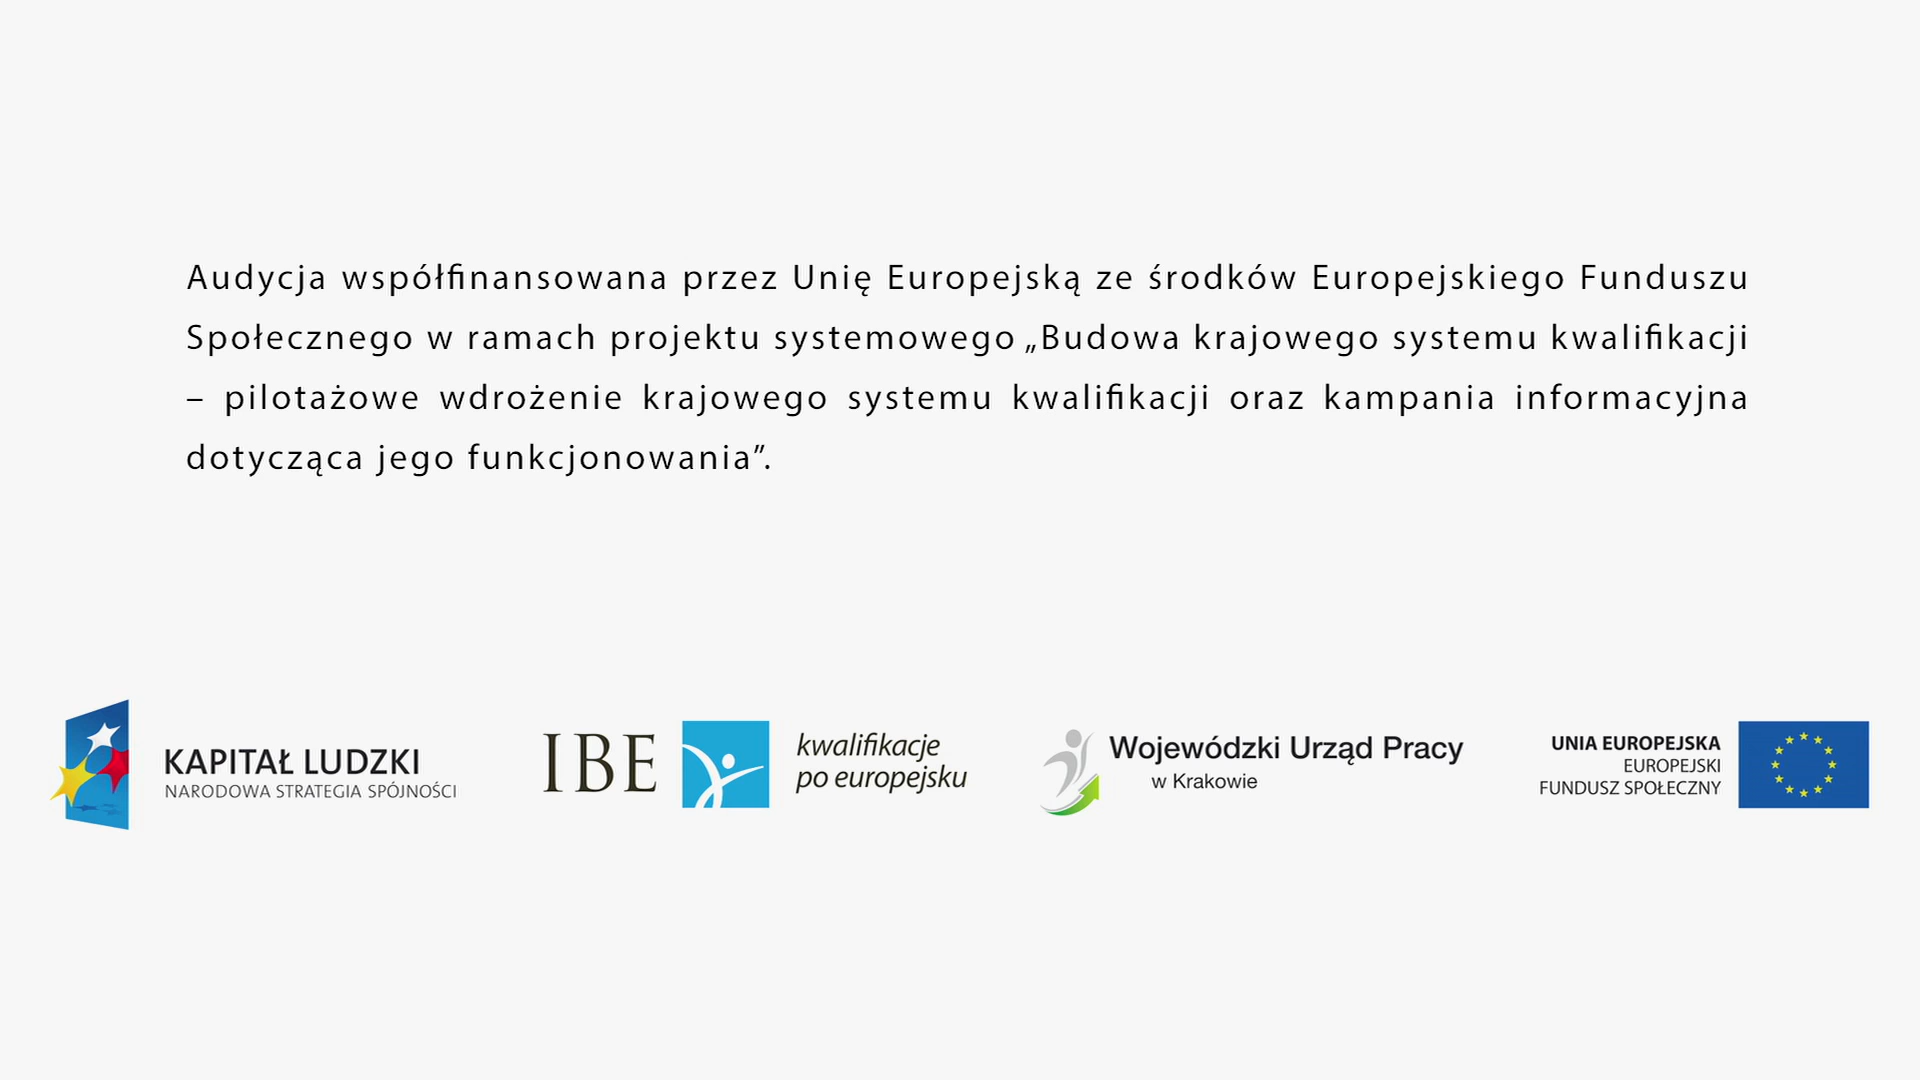 Audycja współfinansowana przez Unię Europejską ze środków Europejskiego Funduszu
Społecznego w ramach projektu systemowego „Budowa krajowego systemu kwalifikacji
– pilotażowe wdrożenie krajowego systemu kwalifikacji oraz kampania informacyjna
dotycząca jego funkcjonowania”.
KAPITAŁ LUDZKI
NARODOWA STRATEGIA SPÓJNOŚCI
IBE
kwalifikacje
po europejsku
Wojewódzki Urząd Pracy
w Krakowie
UNIA EUROPEJSKA
EUROPEJSKI
FUNDUSZ SPOŁECZNY